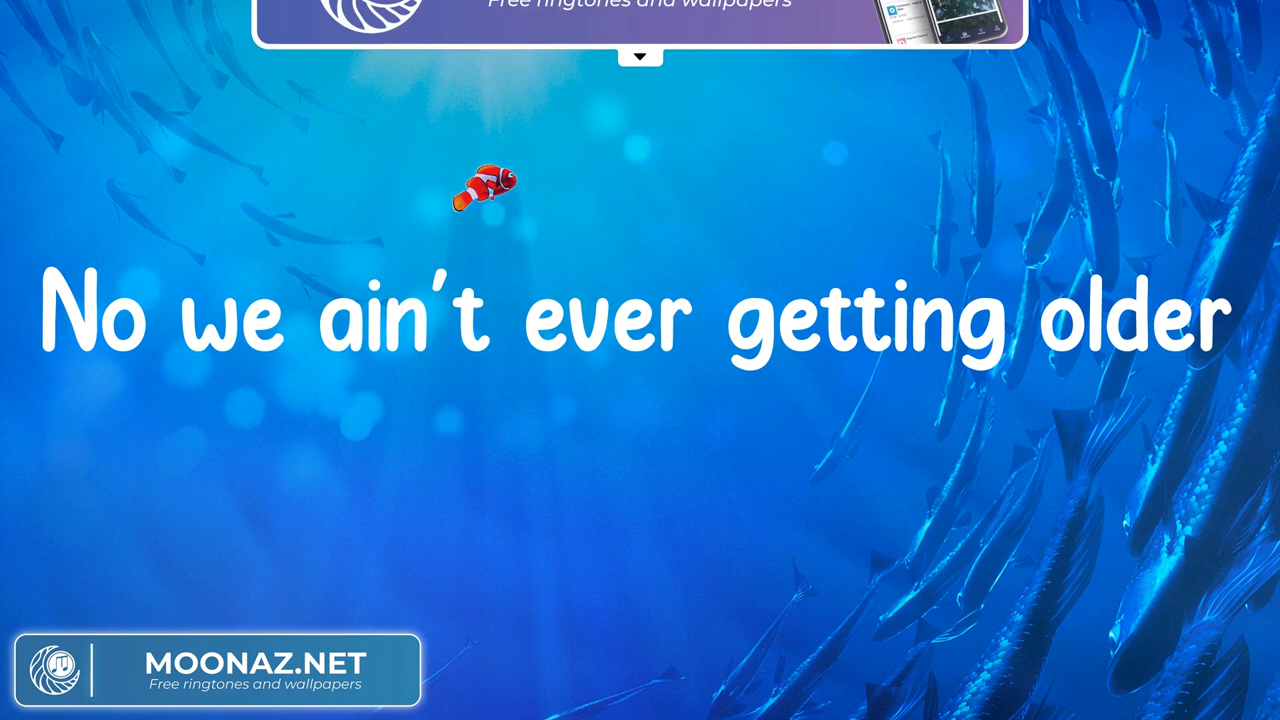 Free ringtones and wallpapers
No we ain't ever getting older
MOONAZ.NET
Free ringtones and wallpapers